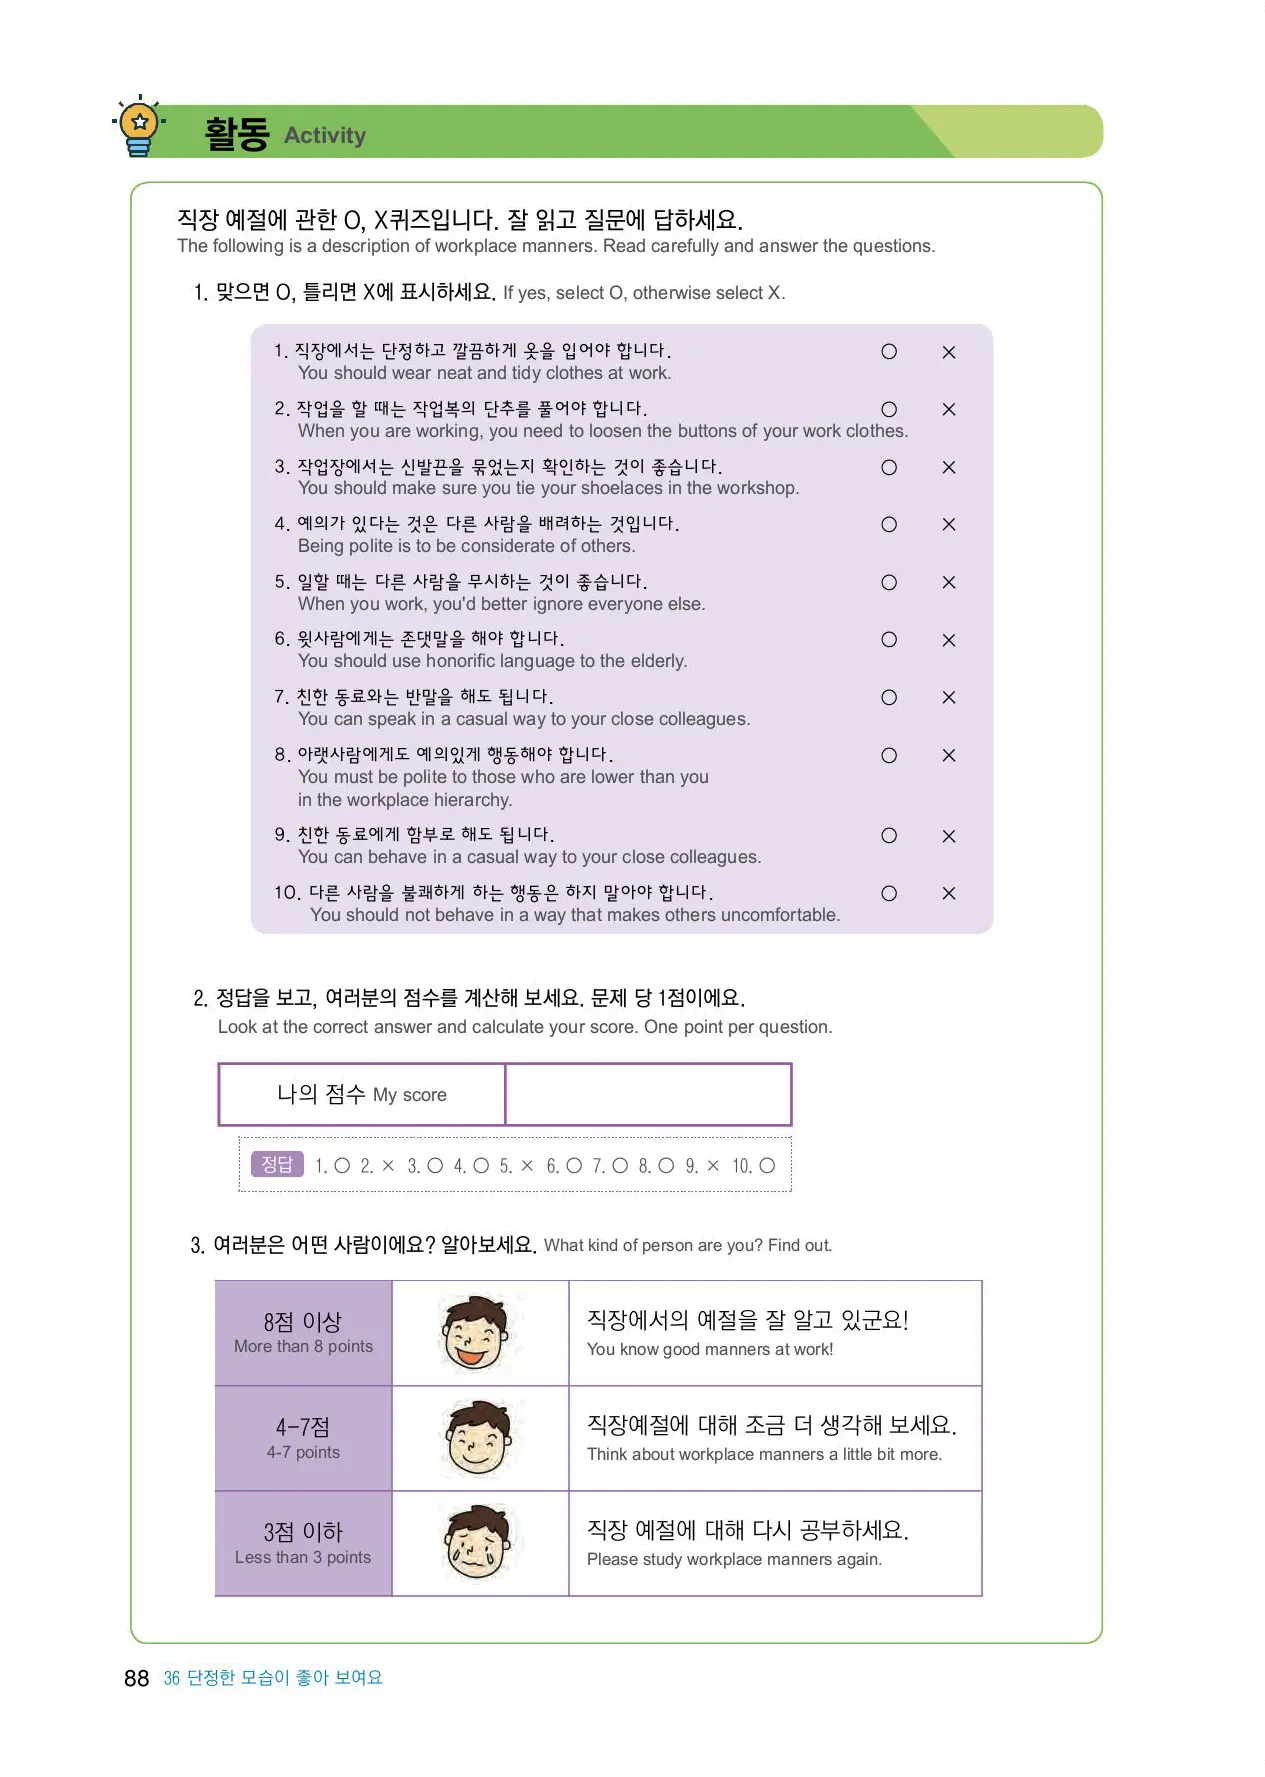 활동 Activity
직장 예절에 관한 O, X퀴즈입니다. 잘 읽고 질문에 답하세요.
The following is a description of workplace manners. Read carefully and answer the questions.
1. 맞으면 O, 틀리면 X에 표시하세요. If yes, select O, otherwise select X.
1. 직장에서는 단정하고 깔끔하게 옷을 입어야 합니다. ○ ×
You should wear neat and tidy clothes at work.
2. 작업을 할 때는 작업복의 단추를 풀어야 합니다. ○ ×
When you are working, you need to loosen the buttons of your work clothes.
3. 작업장에서는 신발끈을 묶었는지 확인하는 것이 좋습니다. ○ ×
You should make sure you tie your shoelaces in the workshop.
4. 예의가 있다는 것은 다른 사람을 배려하는 것입니다. ○ ×
Being polite is to be considerate of others.
5. 일할 때는 다른 사람을 무시하는 것이 좋습니다. ○ ×
When you work, you'd better ignore everyone else.
6. 윗사람에게는 존댓말을 해야 합니다. ○ ×
You should use honorific language to the elderly.
7. 친한 동료와는 반말을 해도 됩니다. ○ ×
You can speak in a casual way to your close colleagues.
8. 아랫사람에게도 예의있게 행동해야 합니다. ○ ×
You must be polite to those who are lower than you
in the workplace hierarchy.
9. 친한 동료에게 함부로 해도 됩니다. ○ ×
You can behave in a casual way to your close colleagues.
10. 다른 사람을 불쾌하게 하는 행동은 하지 말아야 합니다. ○ ×
You should not behave in a way that makes others uncomfortable.
2. 정답을 보고, 여러분의 점수를 계산해 보세요. 문제 당 1점이에요.
Look at the correct answer and calculate your score. One point per question.
나의 점수 My score
정답 1. ○ 2. × 3. ○ 4. ○ 5. × 6. ○ 7. ○ 8. ○ 9. × 10. ○
3. 여러분은 어떤 사람이에요? 알아보세요. What kind of person are you? Find out.
8점 이상
More than 8 points
직장에서의 예절을 잘 알고 있군요!
You know good manners at work!
4-7점
4-7 points
직장예절에 대해 조금 더 생각해 보세요.
Think about workplace manners a little bit more.
3점 이하
Less than 3 points
직장 예절에 대해 다시 공부하세요.
Please study workplace manners again.
88 36 단정한 모습이 좋아 보여요